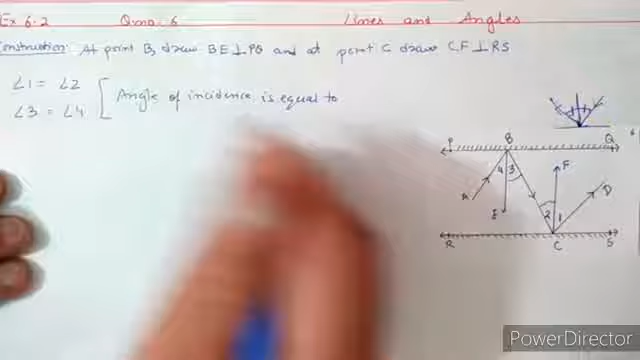 Ex 6.2 Qno. 6 Lines and Angles
Construction: At point B, draw BE⊥PQ and at point C draw CF⊥RS
∠1 = ∠2
∠3 = ∠4 [ Angle of incidence is equal to
P B Q
4 3 F
A E D
2 1
R C S
PowerDirector